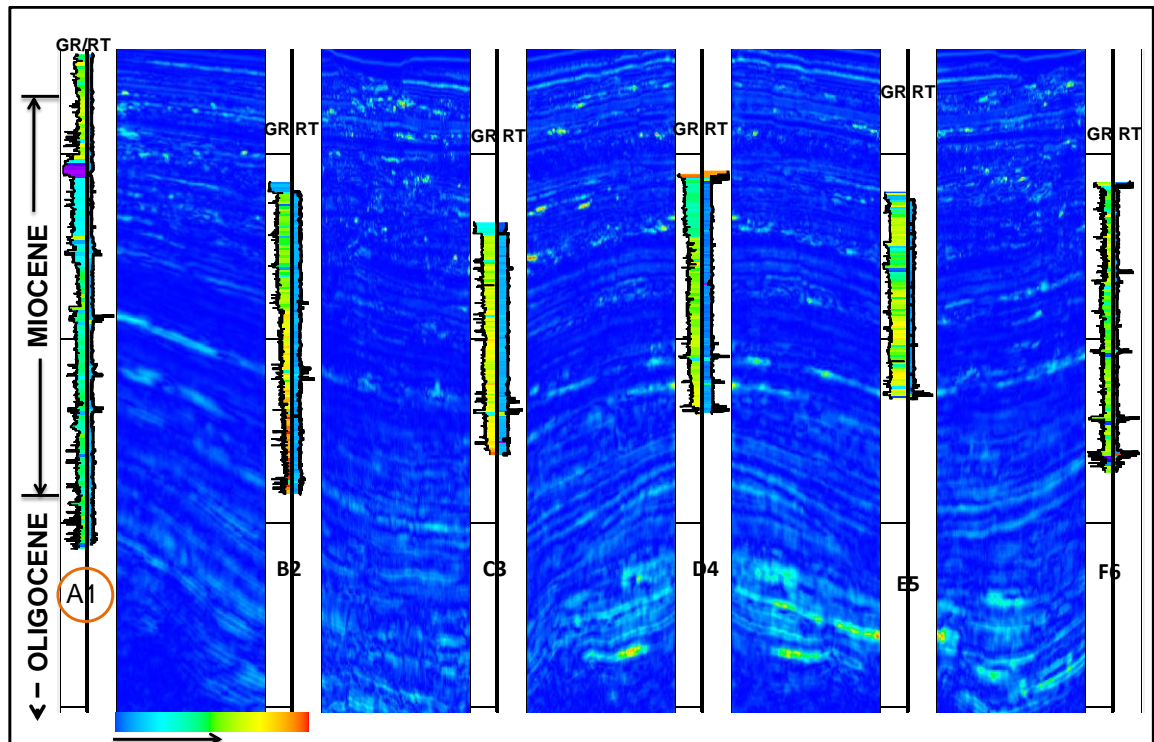 GR/RT
GR RT
GR RT
GR RT
GR RT
GR RT
MIOCENE
OLIGOCENE
A1
B2
C3
D4
E5
F6